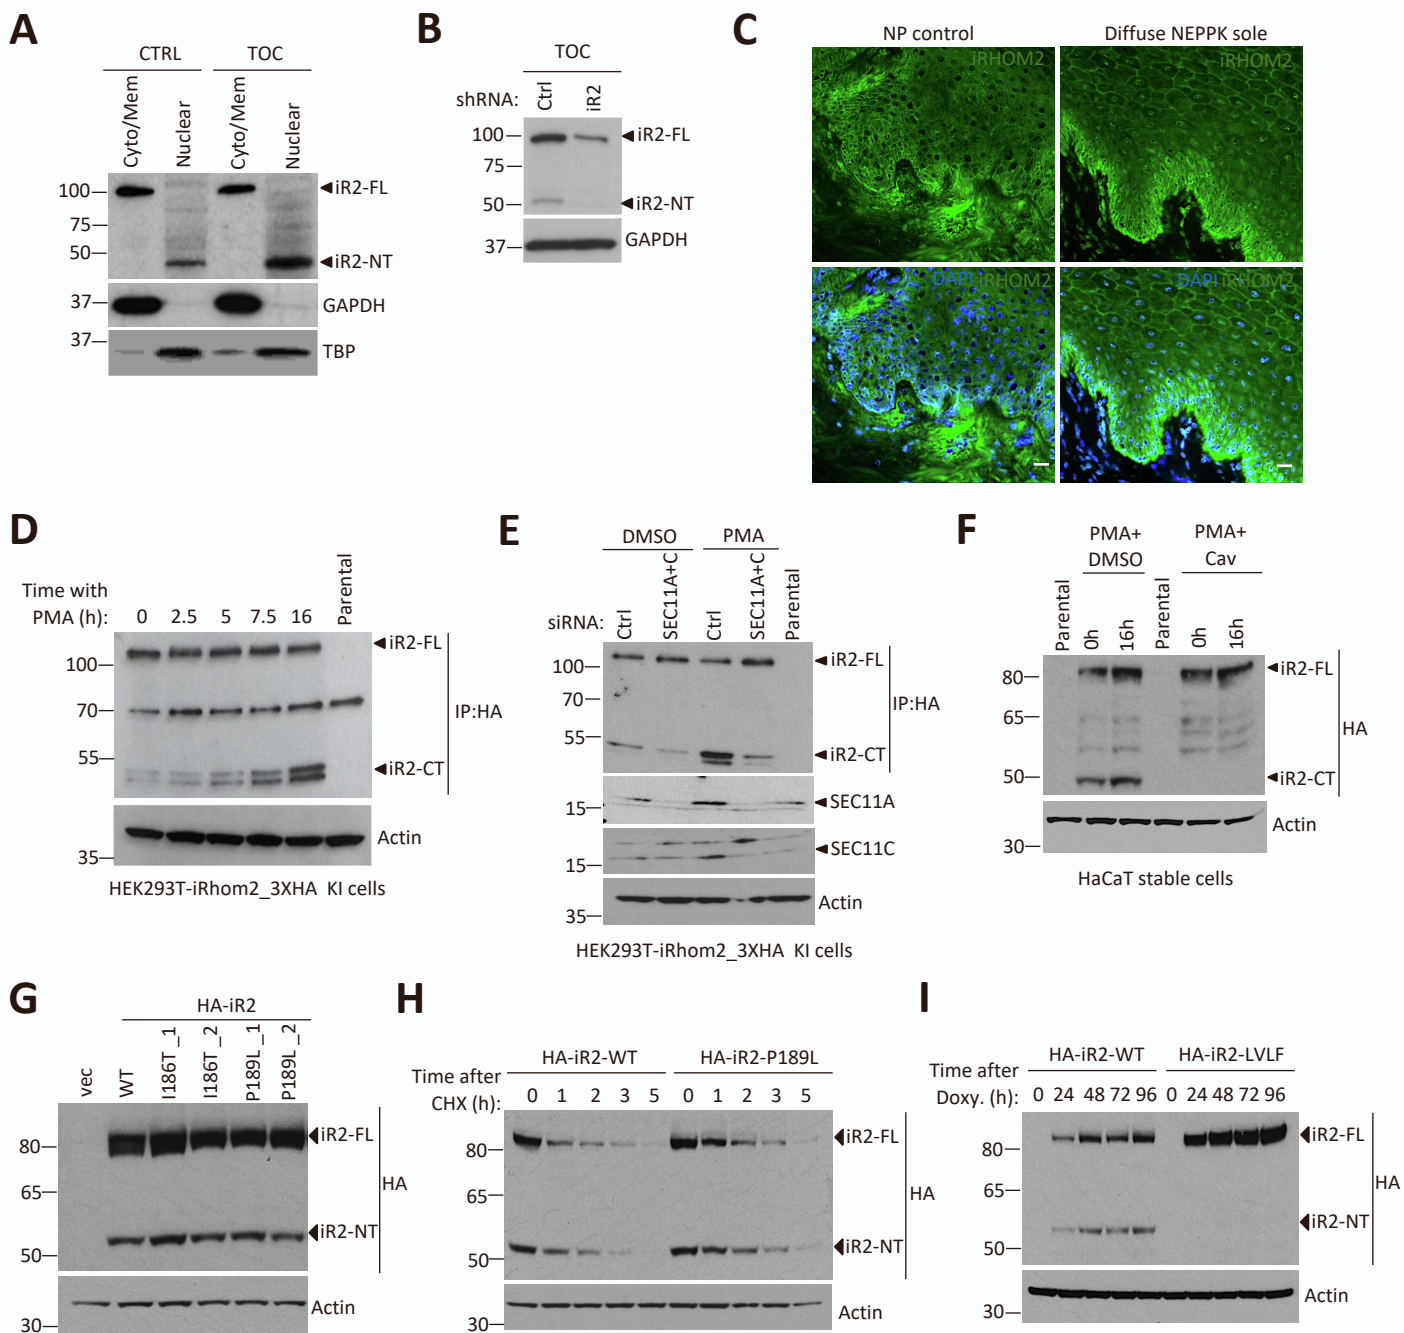 A
CTRL TOC
Cyto/Mem Nuclear Cyto/Mem Nuclear
100 iR2-FL
75
50 iR2-NT
37 GAPDH
37 TBP
B
TOC
shRNA: Ctrl iR2
100 iR2-FL
75
50 iR2-NT
37 GAPDH
C
NP control Diffuse NEPPK sole
iRHOM2 iRHOM2
DAPI iRHOM2 DAPI iRHOM2
D
Time with
PMA (h): 0 2.5 5 7.5 16 Parental
iR2-FL
100
70 IP:HA
55
iR2-CT
Actin
35
HEK293T-iRhom2_3XHA KI cells
E
DMSO PMA
siRNA: Ctrl SEC11A+C Ctrl SEC11A+C Parental
100 iR2-FL
70
IP:HA
55
iR2-CT
15 SEC11A
SEC11C
15
Actin
35
HEK293T-iRhom2_3XHA KI cells
F
PMA+ PMA+
DMSO Cav
Parental 0h 16h Parental 0h 16h
80 iR2-FL
65 HA
50 iR2-CT
Actin
30
HaCaT stable cells
G
HA-iR2
vec WT I186T_1 I186T_2 P189L_1 P189L_2
80 iR2-FL
65 HA
iR2-NT
50
Actin
30
H
HA-iR2-WT HA-iR2-P189L
Time after
CHX (h): 0 1 2 3 5 0 1 2 3 5
80 iR2-FL
65 HA
50 iR2-NT
Actin
30
I
HA-iR2-WT HA-iR2-LVLF
Time after
Doxy. (h): 0 24 48 72 96 0 24 48 72 96
iR2-FL
80
65 HA
iR2-NT
50
Actin
30